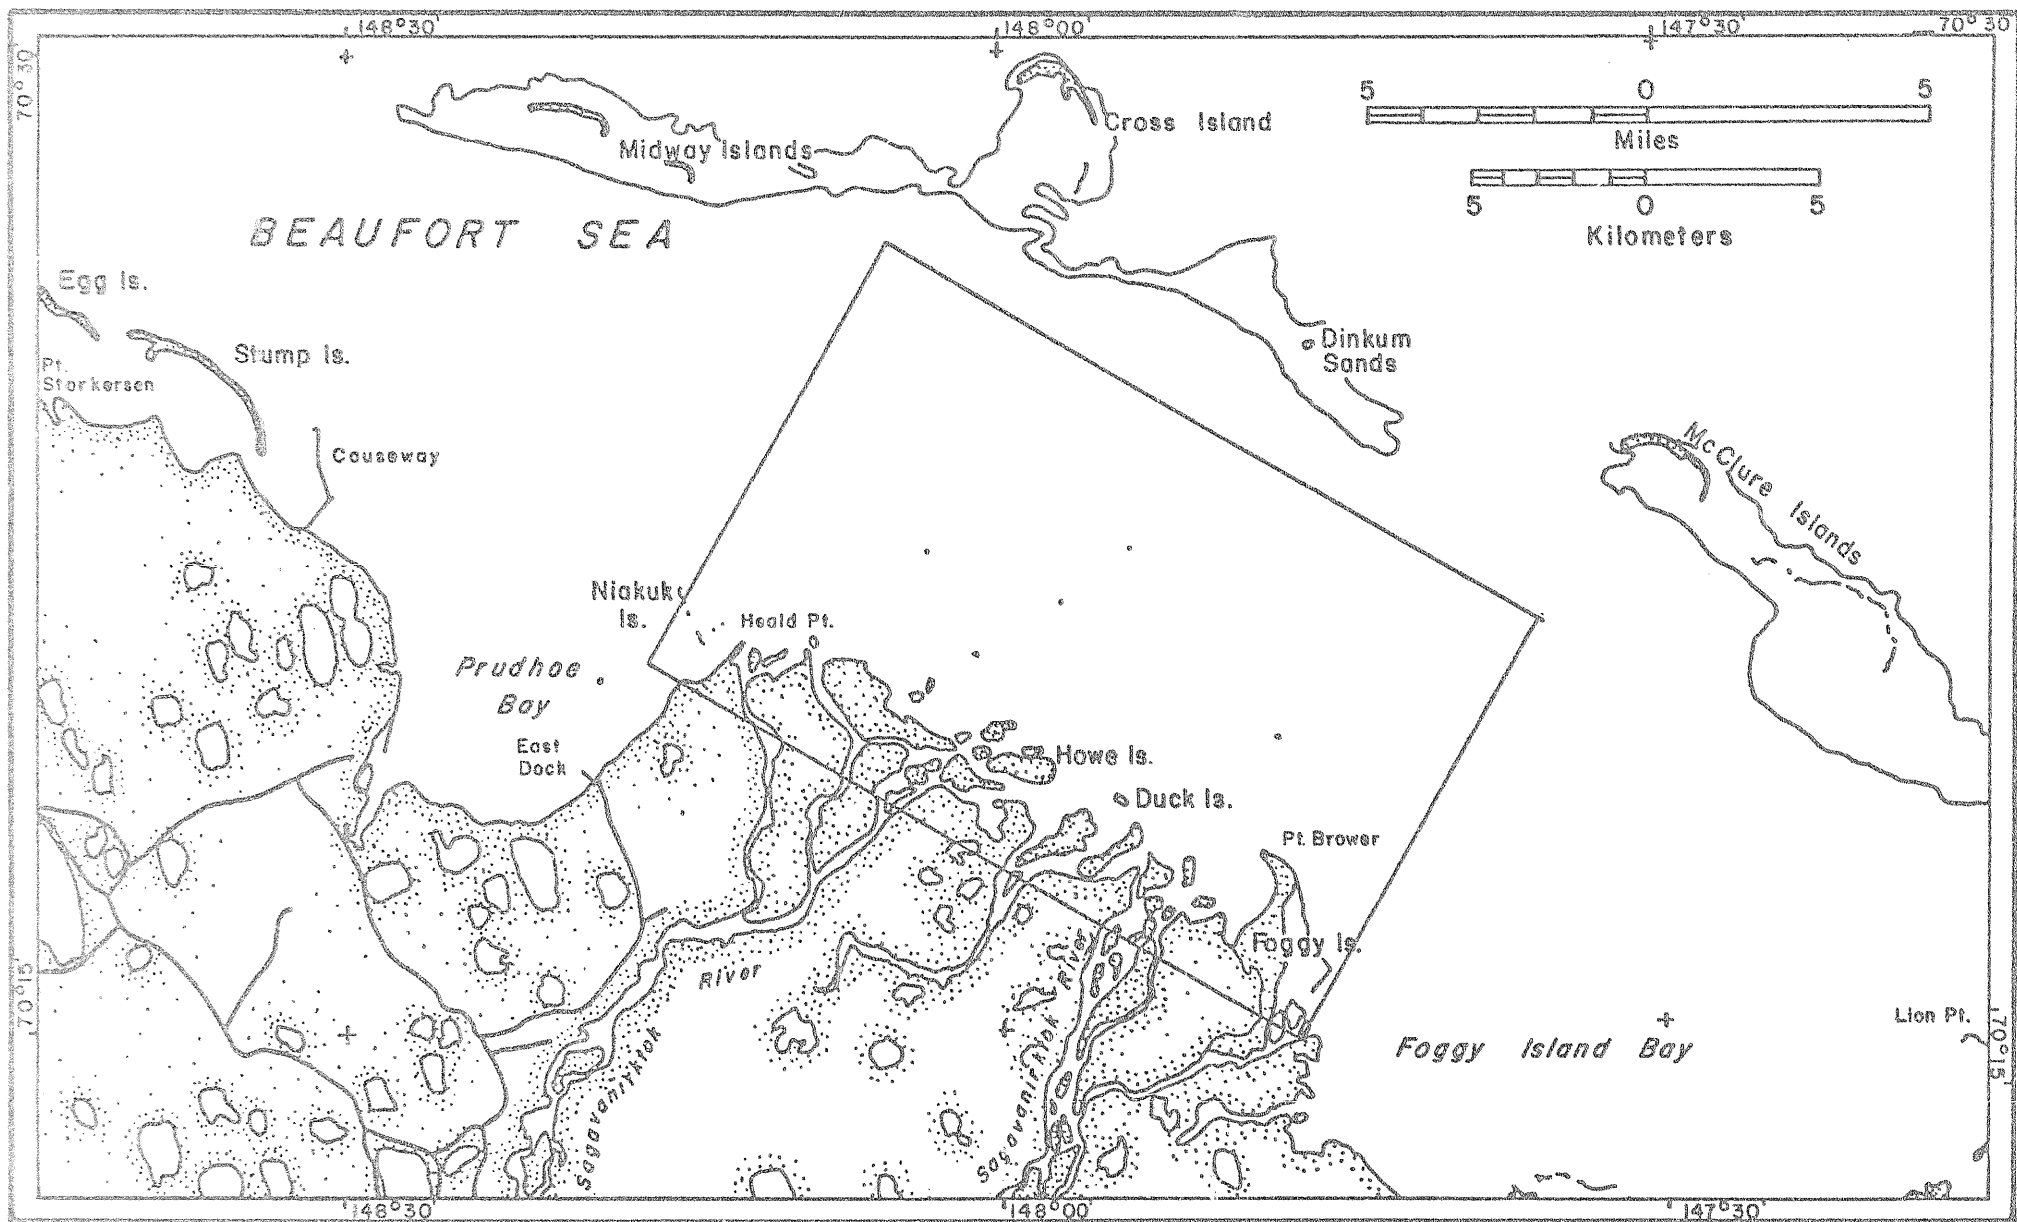 148°30'
148°00'
147°30'
70°30
70°30
5 0 5
Miles
5 0 5
Kilometers
Cross Island
Midway Islands
BEAUFORT SEA
Egg Is.
Stump Is.
Pt.
Storkersen
Dinkum
Sands
Causeway
McClure Islands
Niakuk
Is.
Heald Pt.
Prudhoe
Bay
East
Dock
Howe Is.
Duck Is.
Pt. Brower
Foggy Is.
River
River
70°15
Lion Pt.
70°15'
Foggy Island Bay
Sagavanirktok
Sagavanirktok
148°30
148°00'
147°30'